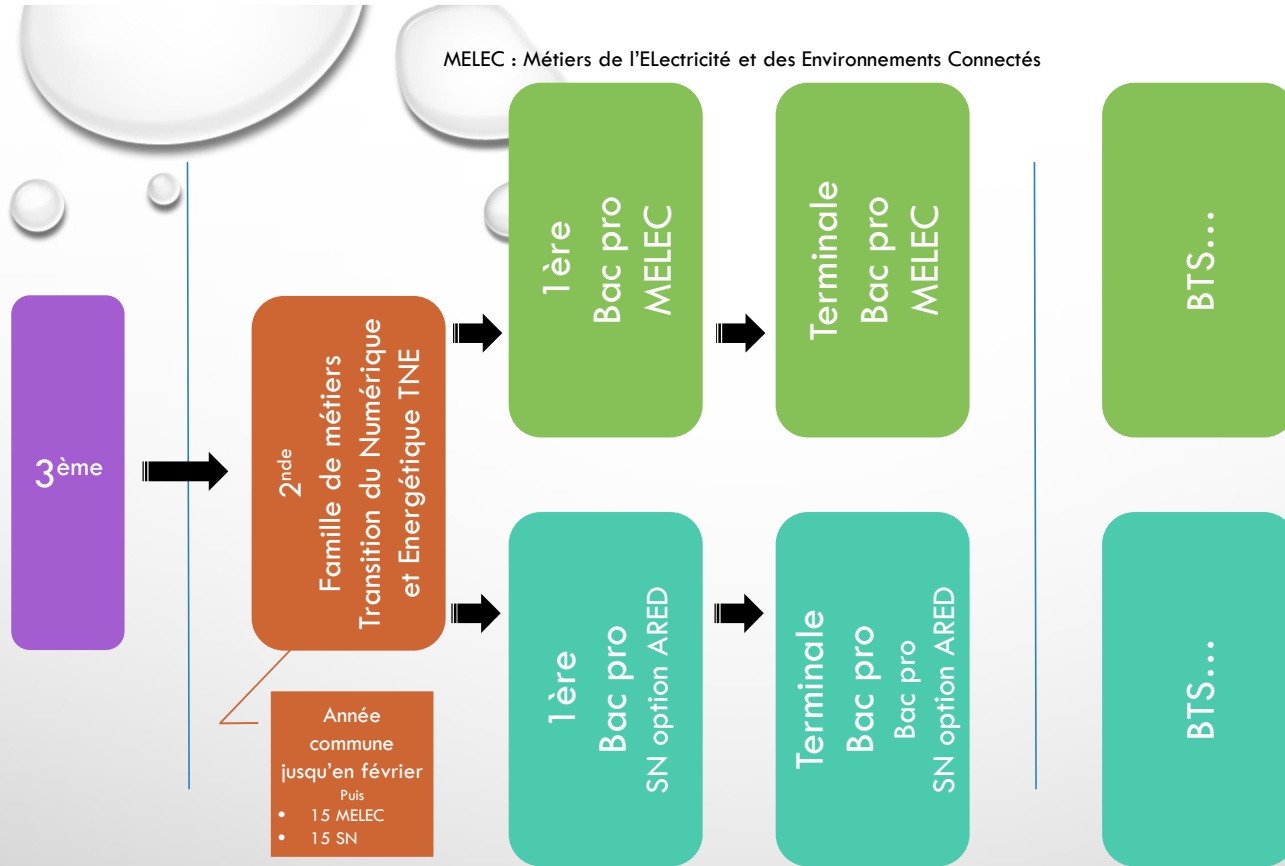 MELEC : Métiers de l'ELectricité et des Environnements Connectés
3ème
2nde
Famille de métiers
Transition du Numérique
et Energétique TNE
Année
commune
jusqu'en février
Puis
• 15 MELEC
• 15 SN
1ère
Bac pro
MELEC
Terminale
Bac pro
MELEC
BTS...
1ère
Bac pro
SN option ARED
Terminale
Bac pro
Bac pro
SN option ARED
BTS...